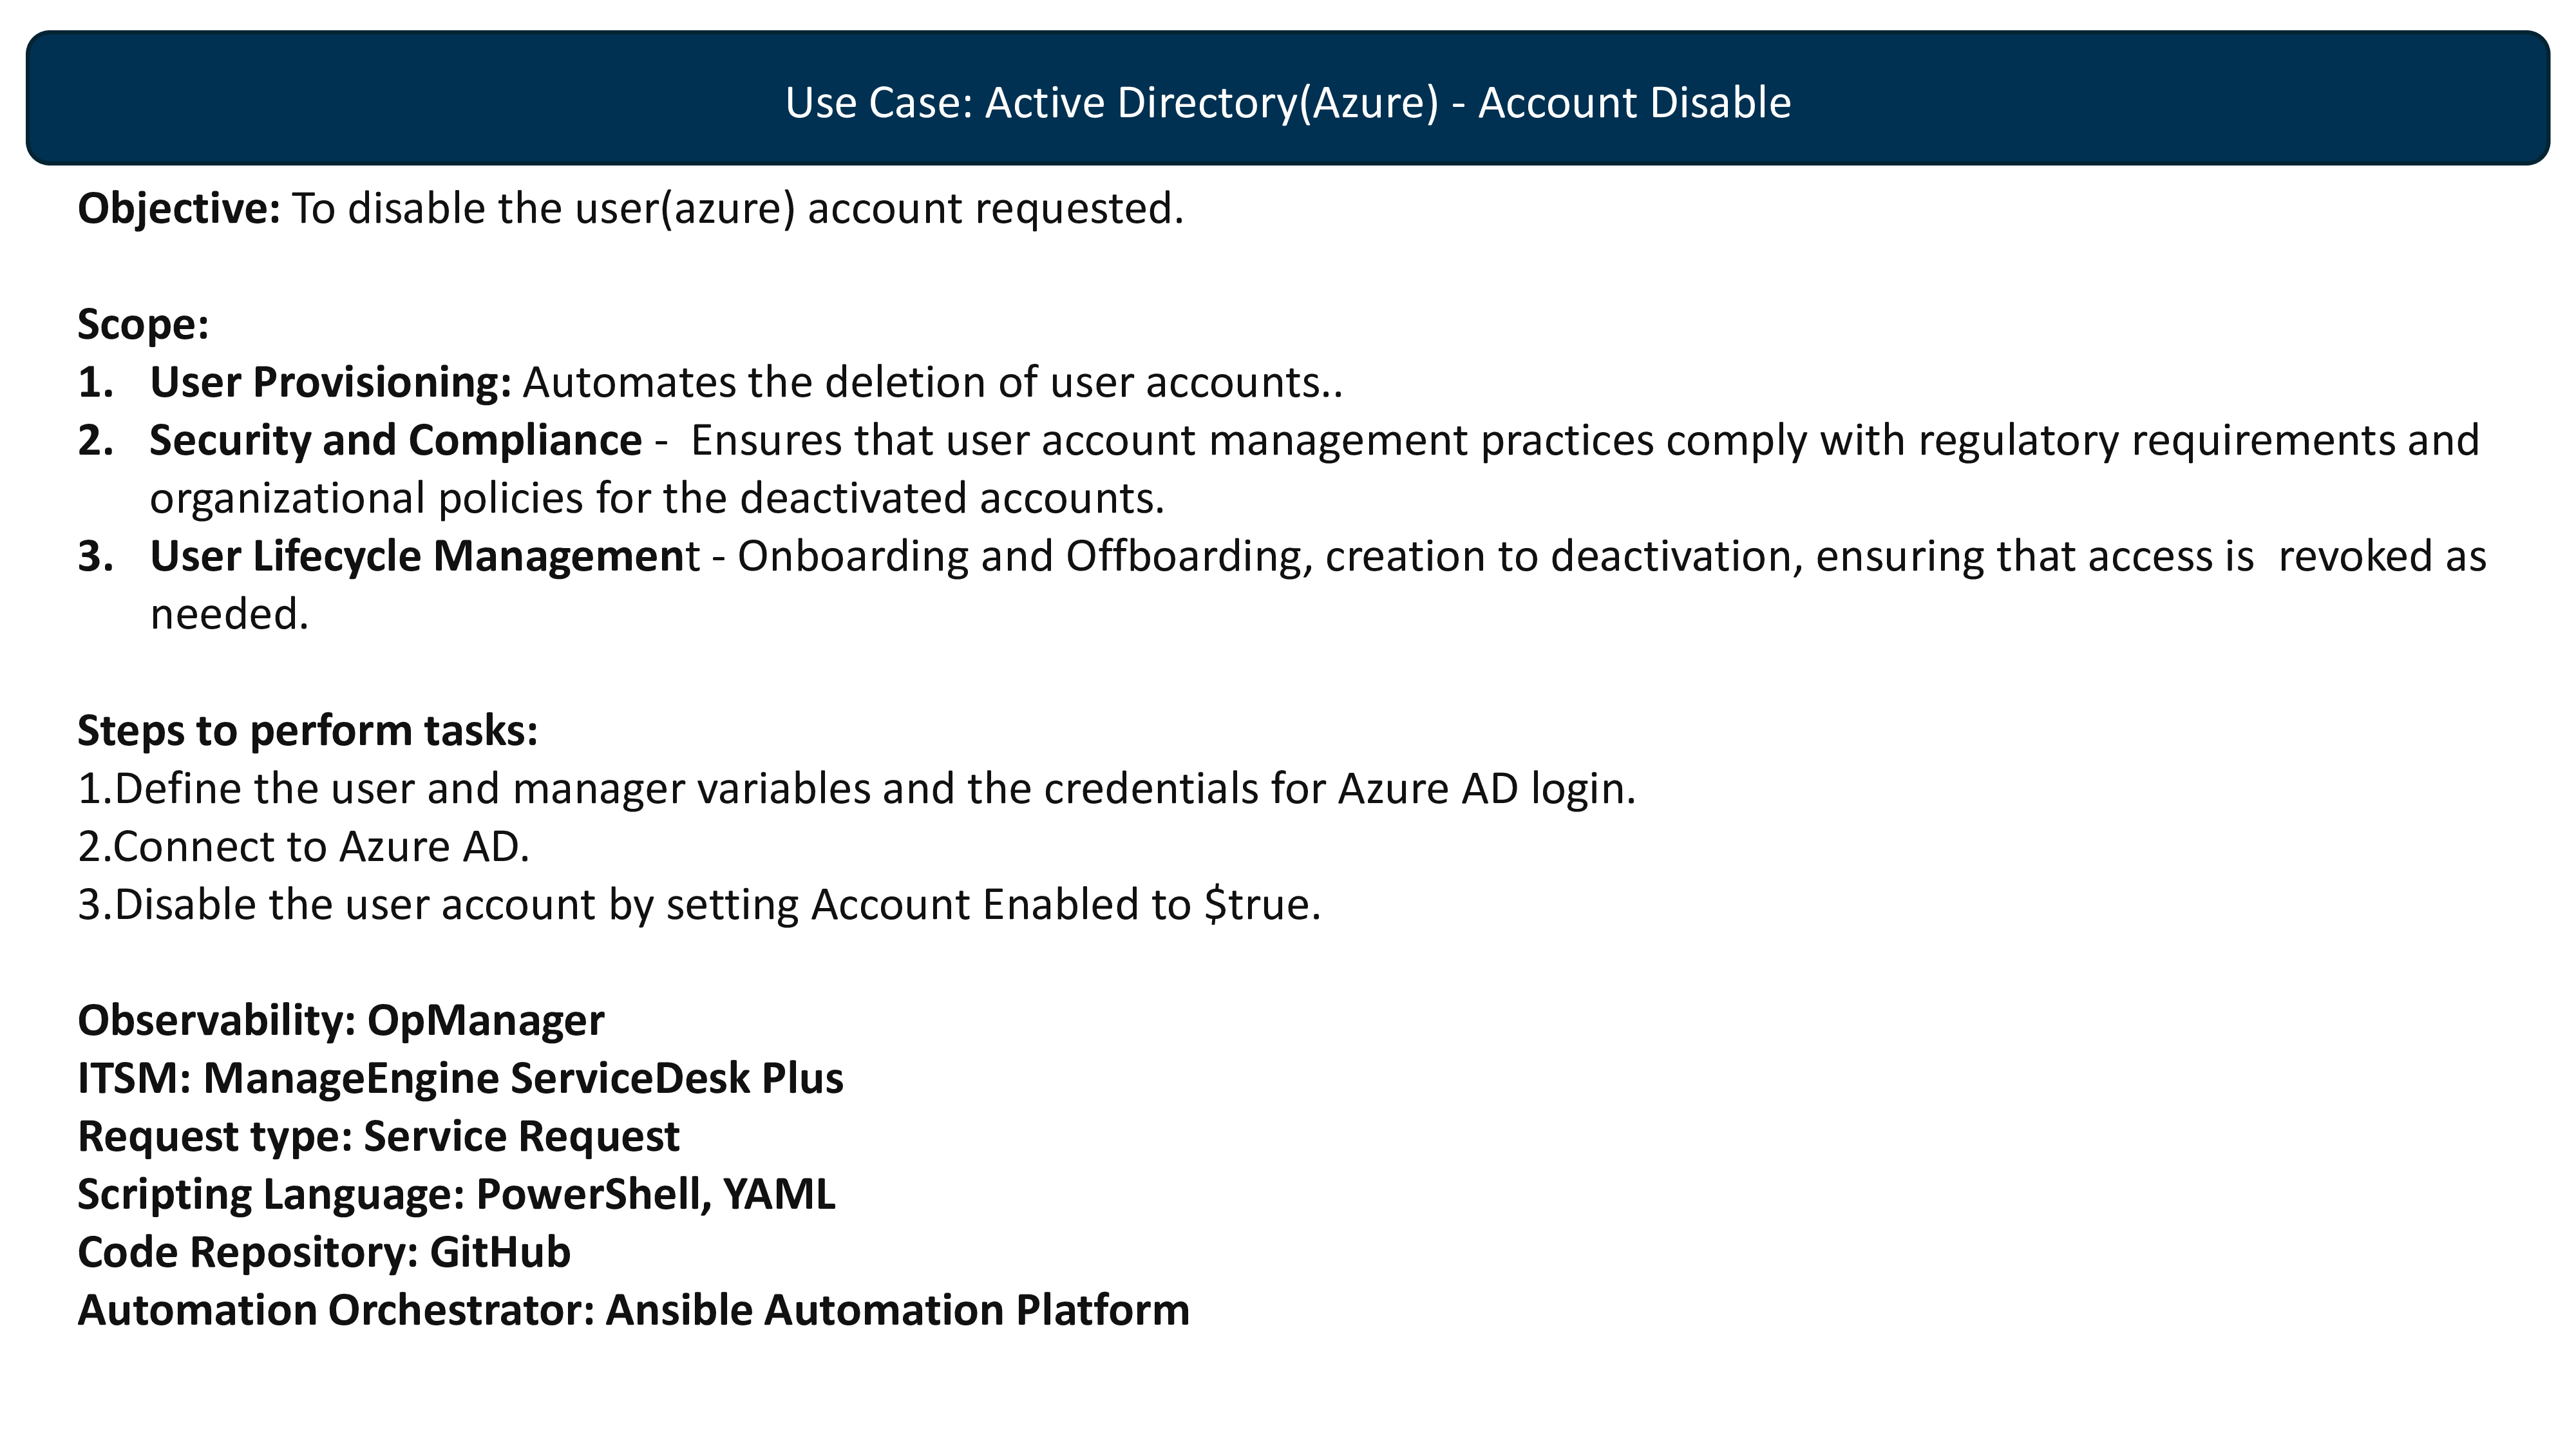 Use Case: Active Directory(Azure) - Account Disable
Objective: To disable the user(azure) account requested.
Scope:
1. User Provisioning: Automates the deletion of user accounts..
2. Security and Compliance -  Ensures that user account management practices comply with regulatory requirements and
organizational policies for the deactivated accounts.
3. User Lifecycle Management - Onboarding and Offboarding, creation to deactivation, ensuring that access is  revoked as
needed.
Steps to perform tasks:
1.Define the user and manager variables and the credentials for Azure AD login.
2.Connect to Azure AD.
3.Disable the user account by setting Account Enabled to $true.
Observability: OpManager
ITSM: ManageEngine ServiceDesk Plus
Request type: Service Request
Scripting Language: PowerShell, YAML
Code Repository: GitHub
Automation Orchestrator: Ansible Automation Platform